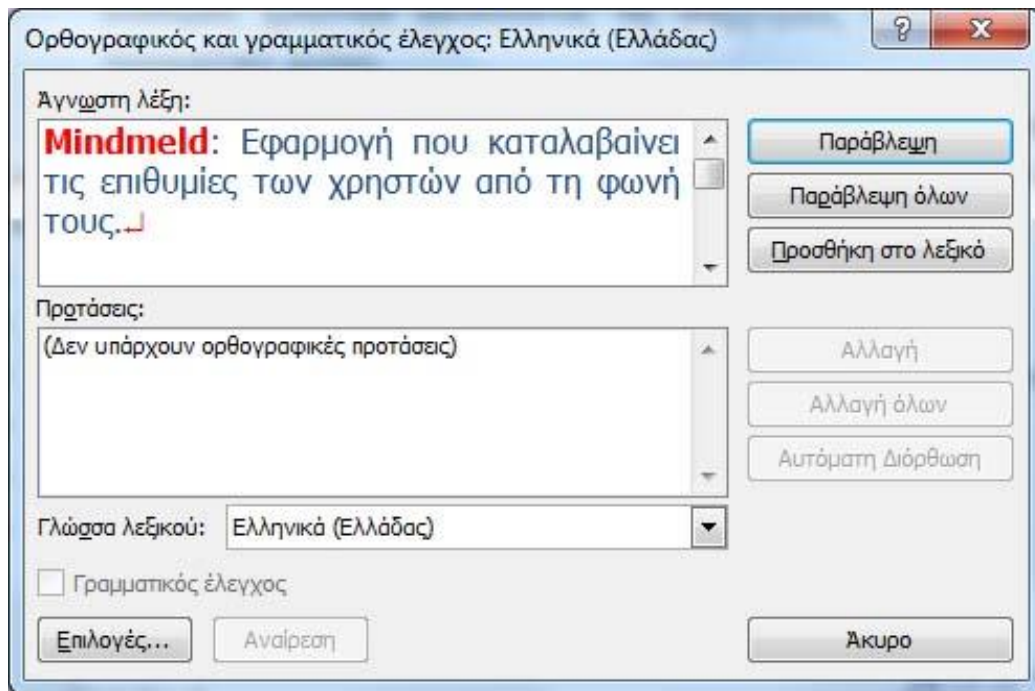 Ορθογραφικός και γραμματικός έλεγχος: Ελληνικά (Ελλάδας)
Άγνωστη λέξη:
Mindmeld: Εφαρμογή που καταλαβαίνει
τις επιθυμίες των χρηστών από τη φωνή
τους.
Παράβλεψη
Παράβλεψη όλων
Προσθήκη στο λεξικό
Προτάσεις:
(Δεν υπάρχουν ορθογραφικές προτάσεις)
Αλλαγή
Αλλαγή όλων
Αυτόματη Διόρθωση
Γλώσσα λεξικού: Ελληνικά (Ελλάδας)
Γραμματικός έλεγχος
Επιλογές... Αναίρεση Άκυρο